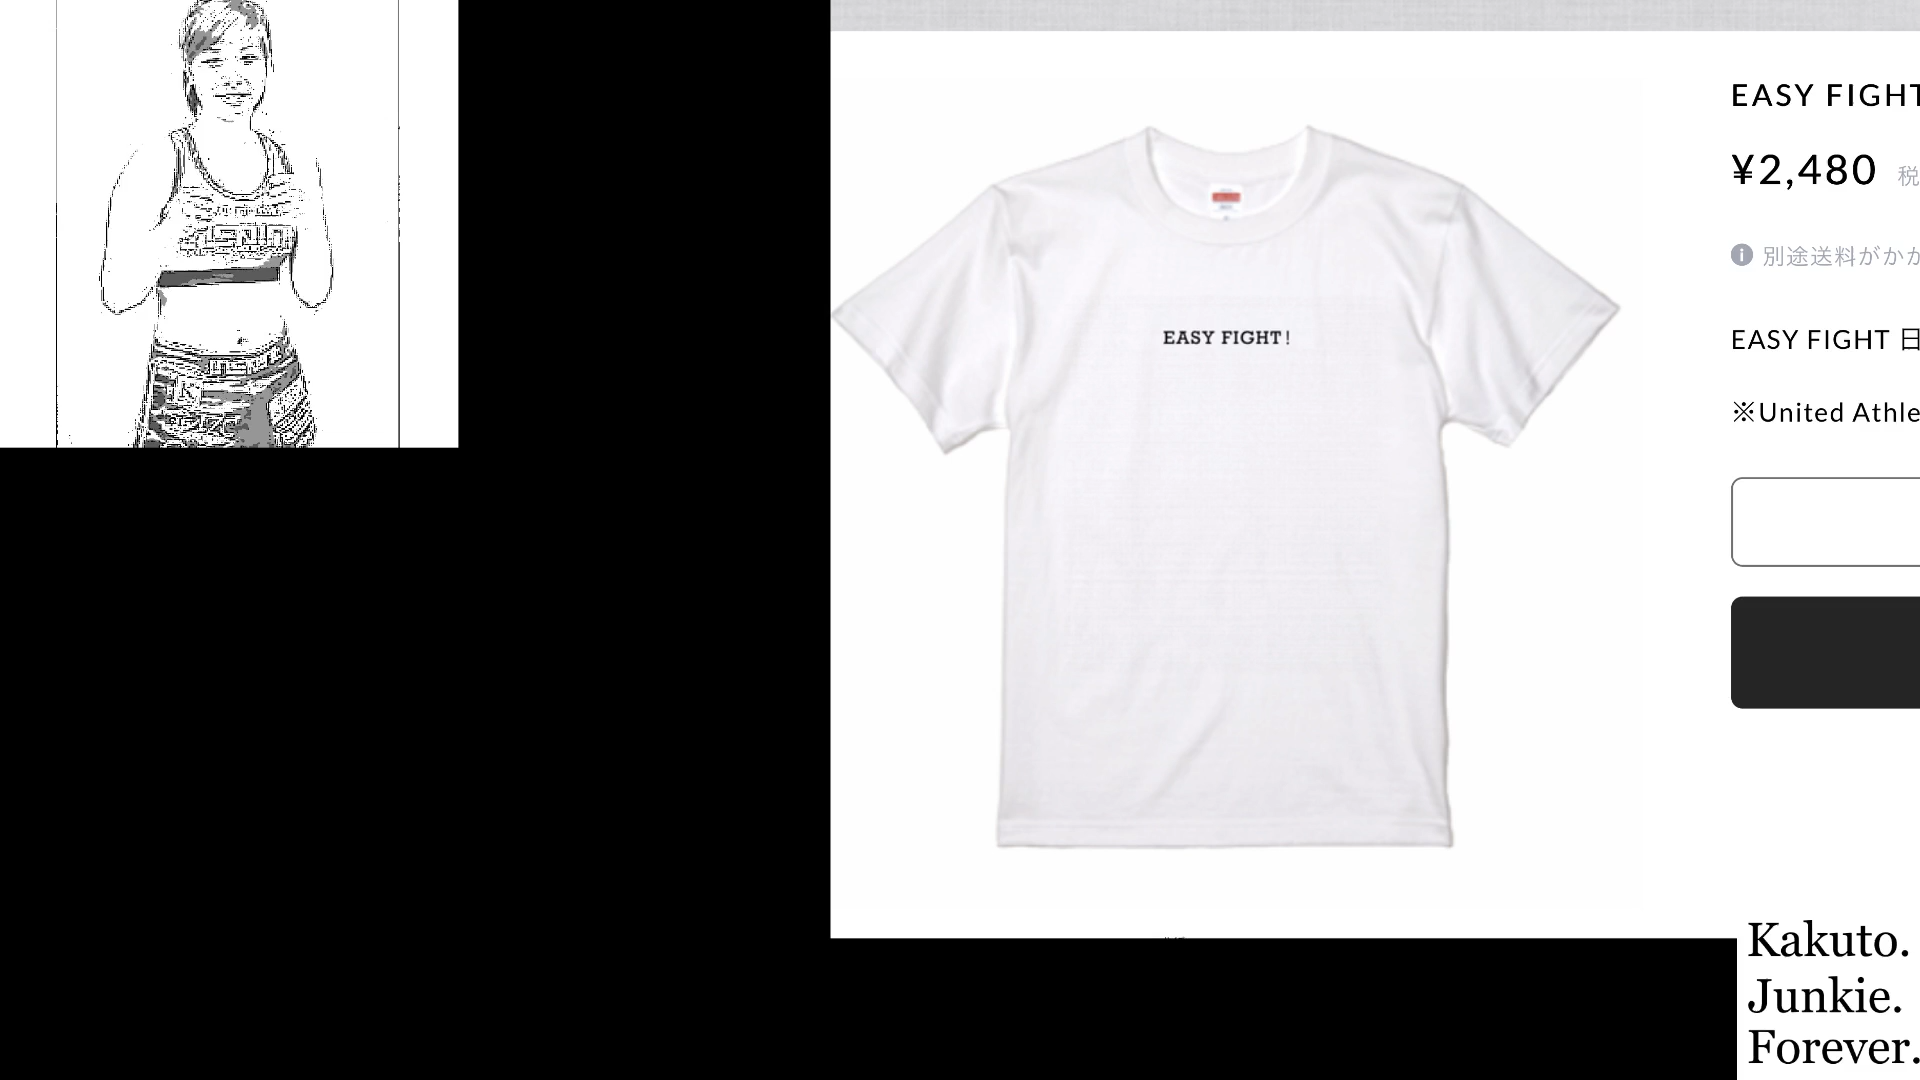 EASY FIGHT
¥2,480 税
別途送料がかか
EASY FIGHT !
EASY FIGHT 日
※United Athle
Kakuto.
Junkie.
Forever.